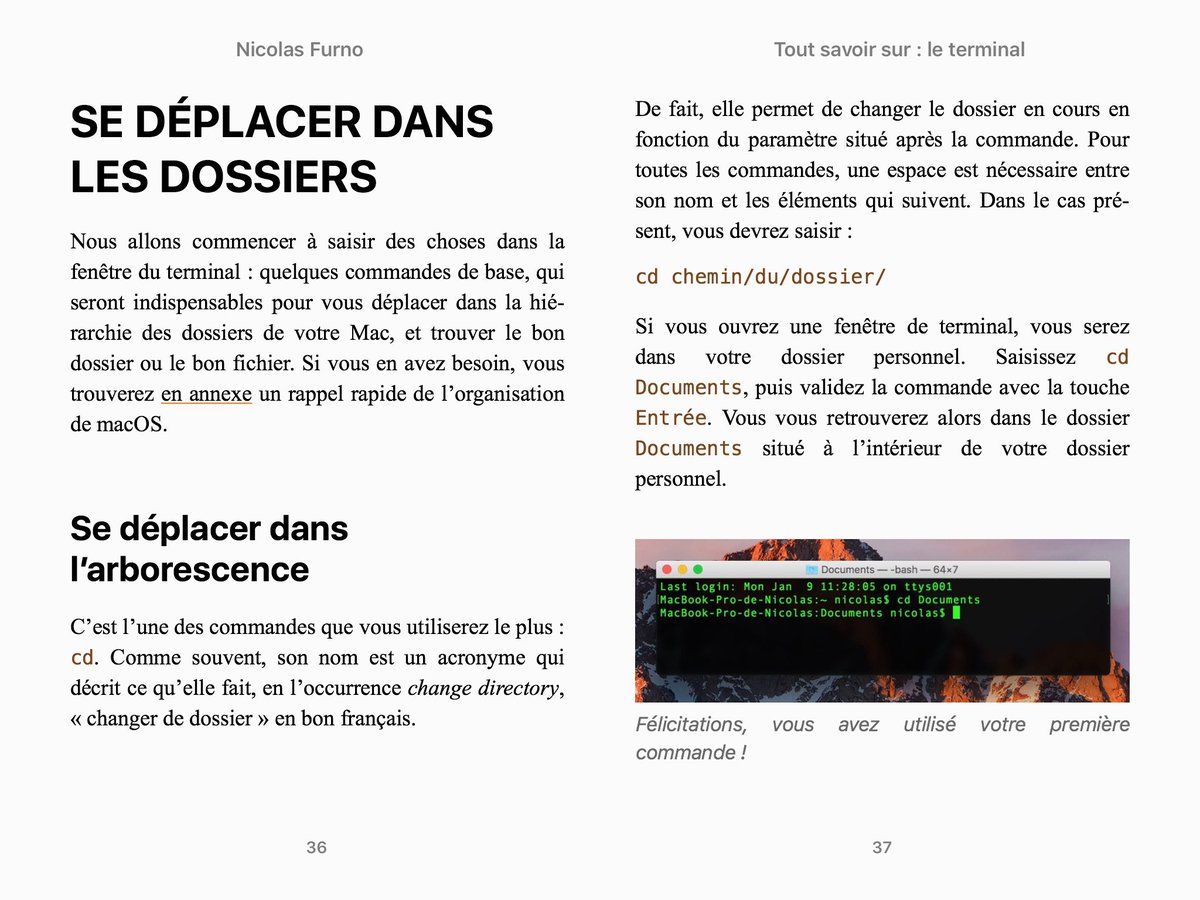 Nicolas Furno
SE DÉPLACER DANS
LES DOSSIERS
Nous allons commencer à saisir des choses dans la
fenêtre du terminal : quelques commandes de base, qui
seront indispensables pour vous déplacer dans la hié-
rarchie des dossiers de votre Mac, et trouver le bon
dossier ou le bon fichier. Si vous en avez besoin, vous
trouverez en annexe un rappel rapide de l’organisation
de macOS.
Se déplacer dans
l’arborescence
C’est l’une des commandes que vous utiliserez le plus :
cd. Comme souvent, son nom est un acronyme qui
décrit ce qu’elle fait, en l’occurrence change directory,
« changer de dossier » en bon français.
36
Tout savoir sur : le terminal
De fait, elle permet de changer le dossier en cours en
fonction du paramètre situé après la commande. Pour
toutes les commandes, une espace est nécessaire entre
son nom et les éléments qui suivent. Dans le cas pré-
sent, vous devrez saisir :
cd chemin/du/dossier/
Si vous ouvrez une fenêtre de terminal, vous serez
dans votre dossier personnel. Saisissez cd
Documents, puis validez la commande avec la touche
Entrée. Vous vous retrouverez alors dans le dossier
Documents situé à l’intérieur de votre dossier
personnel.
Documents — -bash — 64×7
Last login: Mon Jan  9 11:28:05 on ttys001
[MacBook-Pro-de-Nicolas:~ nicolas$ cd Documents ]
MacBook-Pro-de-Nicolas:Documents nicolas$
Félicitations, vous avez utilisé votre première
commande !
37